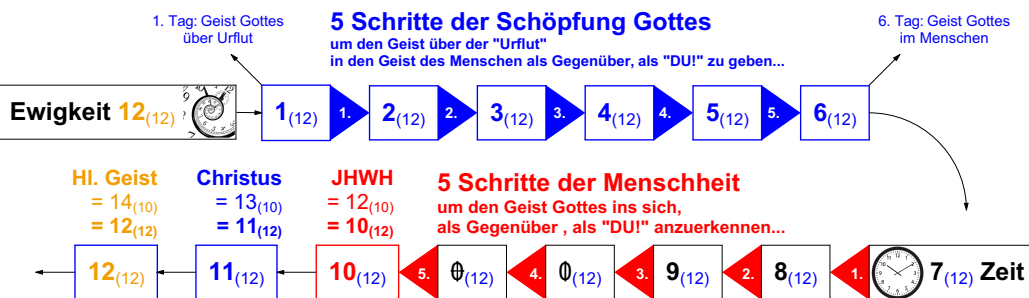 1. Tag: Geist Gottes
über Urflut
5 Schritte der Schöpfung Gottes
um den Geist über der "Urflut"
in den Geist des Menschen als Gegenüber, als "DU!" zu geben...
6. Tag: Geist Gottes
im Menschen
Ewigkeit 12(12) 1(12) 1. 2(12) 2. 3(12) 3. 4(12) 4. 5(12) 5. 6(12)
Hl. Geist
= 14(10)
= 12(12)
Christus
= 13(10)
= 11(12)
JHWH
= 12(10)
= 10(12)
5 Schritte der Menschheit
um den Geist Gottes ins sich,
als Gegenüber , als "DU!" anzuerkennen...
12(12) 11(12) 10(12) 5. (12) 4. (12) 3. 9(12) 2. 8(12) 1. 7(12) Zeit